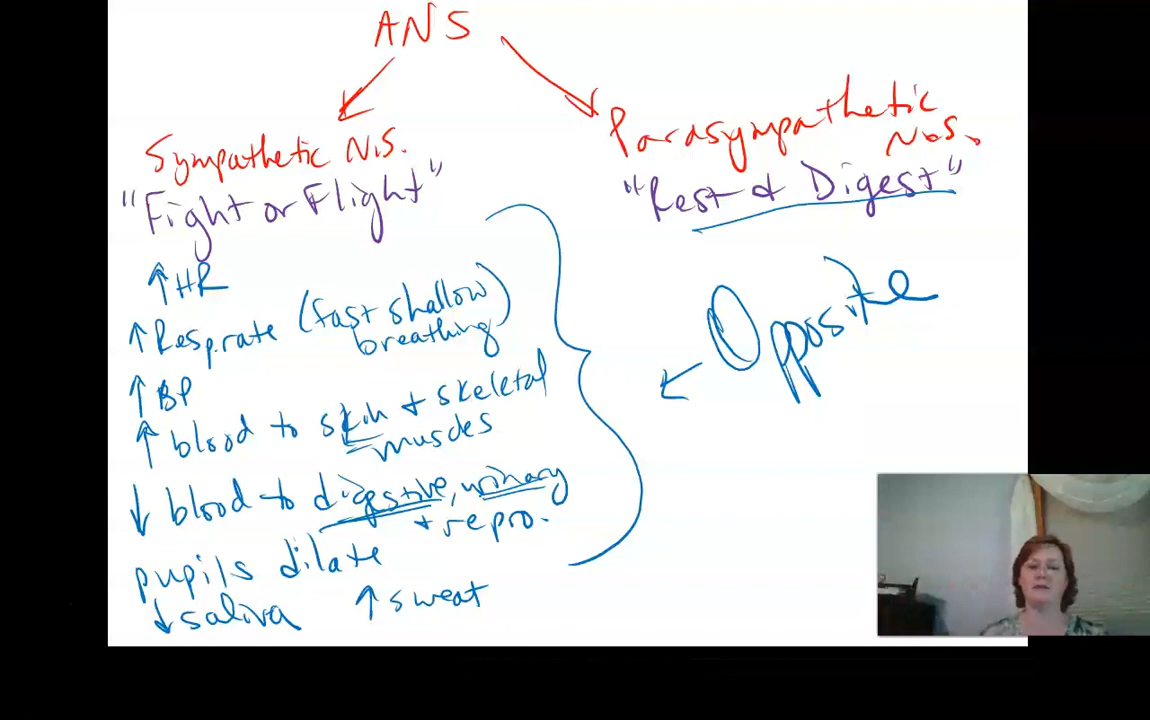 ANS
Sympathetic N.S.
"Fight or Flight"
↑ HR
↑ Resp. rate (fast shallow
breathing)
↑ BP
↑ blood to skin + skeletal
muscles
↓ blood to digestive, urinary
+ repro.
pupils dilate
↓ saliva ↑ sweat
Parasympathetic
N.S.
"Rest & Digest"
Opposite